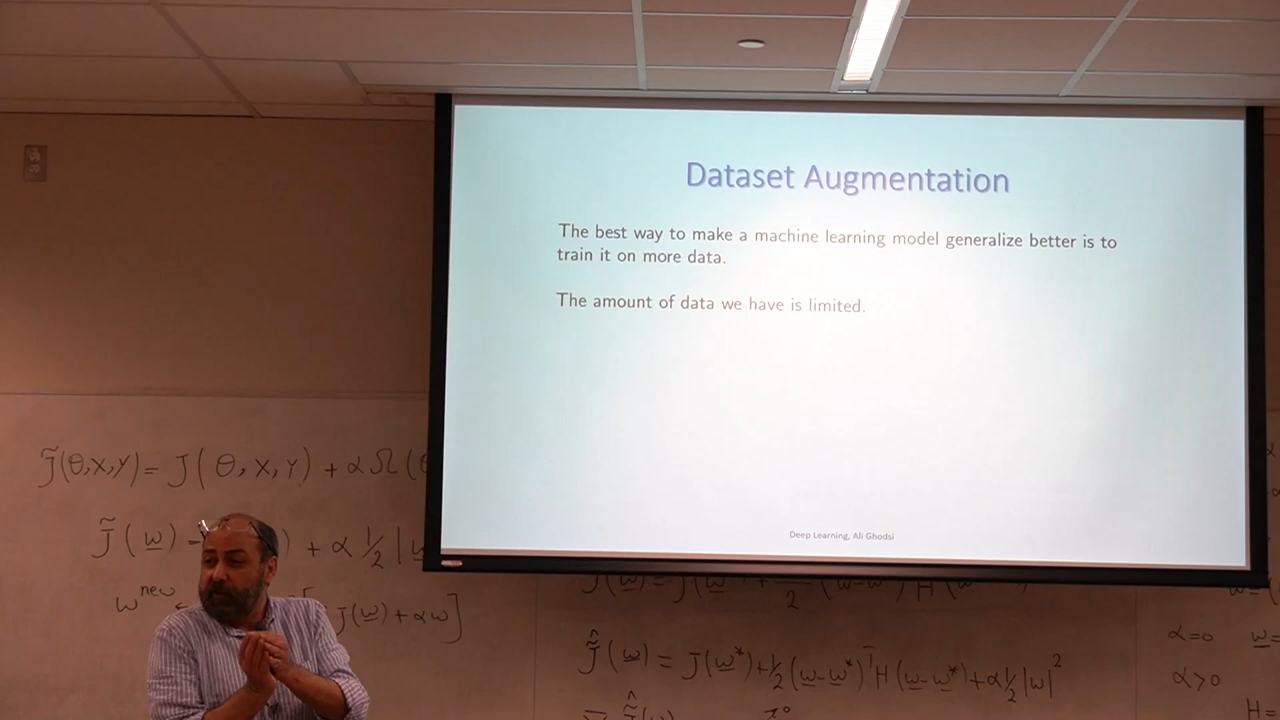 Dataset Augmentation
The best way to make a machine learning model generalize better is to
train it on more data.
The amount of data we have is limited.
Deep Learning, Ali Ghodsi
J̃(θ,X,Y) = J(θ,X,Y) + αΩ(
J̃(w) + α 1/2 |
w^new J(w) + αw]
J(w) = J(w 2 (w-w H (w
J̃̂(w) = J(w*) + 1/2 (w-w*)^T H (w-w*) + α 1/2 |w|^2
α=0 w=
α>0
H=